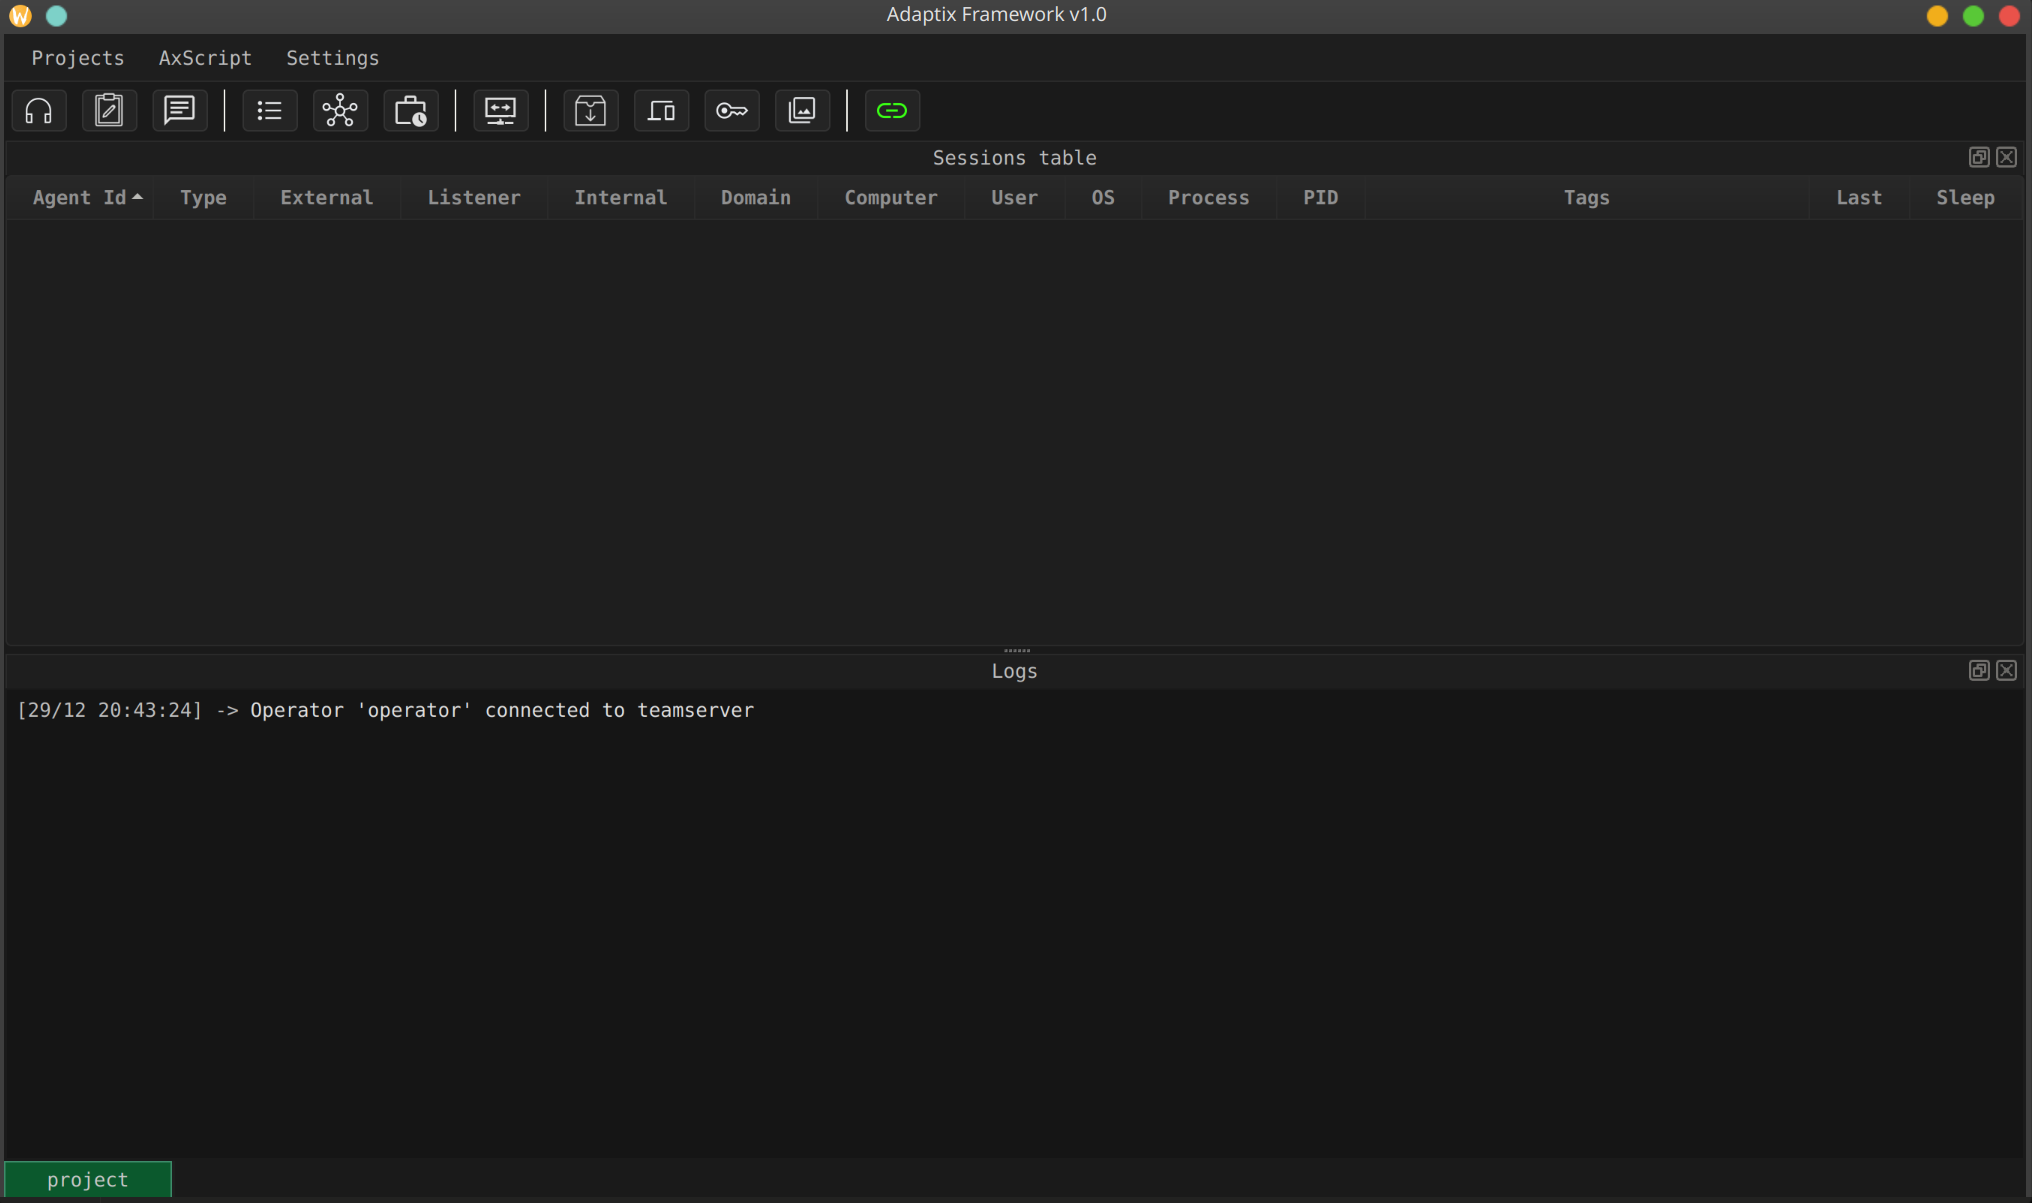 Adaptix Framework v1.0
Projects AxScript Settings
Sessions table
Agent Id Type External Listener Internal Domain Computer User OS Process PID Tags Last Sleep
Logs
[29/12 20:43:24] -> Operator 'operator' connected to teamserver
project